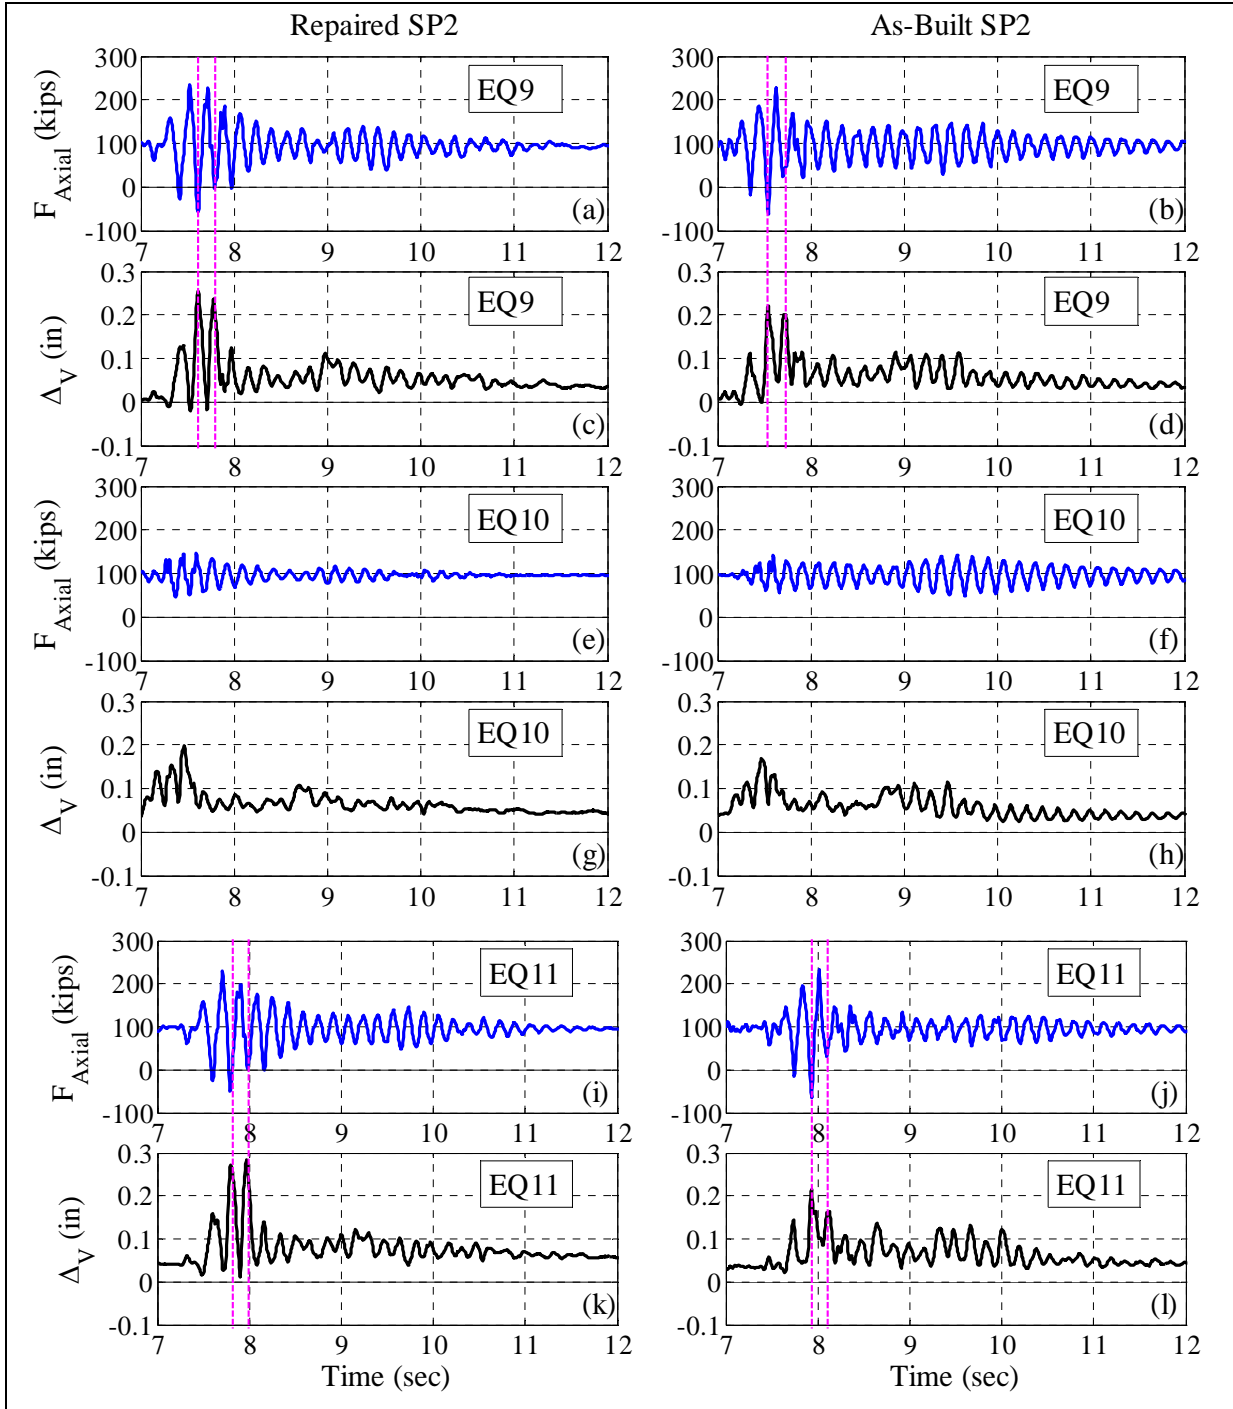 Repaired SP2 As-Built SP2
F_Axial (kips)
300
200
100
0
-100
EQ9
(a)
7 8 9 10 11 12
300
200
100
0
-100
EQ9
(b)
7 8 9 10 11 12
Δ_V (in)
0.3
0.2
0.1
0
-0.1
EQ9
(c)
7 8 9 10 11 12
0.3
0.2
0.1
0
-0.1
EQ9
(d)
7 8 9 10 11 12
F_Axial (kips)
300
200
100
0
-100
EQ10
(e)
7 8 9 10 11 12
300
200
100
0
-100
EQ10
(f)
7 8 9 10 11 12
Δ_V (in)
0.3
0.2
0.1
0
-0.1
EQ10
(g)
7 8 9 10 11 12
0.3
0.2
0.1
0
-0.1
EQ10
(h)
7 8 9 10 11 12
F_Axial (kips)
300
200
100
0
-100
EQ11
(i)
7 8 9 10 11 12
300
200
100
0
-100
EQ11
(j)
7 8 9 10 11 12
Δ_V (in)
0.3
0.2
0.1
0
-0.1
EQ11
(k)
7 8 9 10 11 12
Time (sec)
0.3
0.2
0.1
0
-0.1
EQ11
(l)
7 8 9 10 11 12
Time (sec)